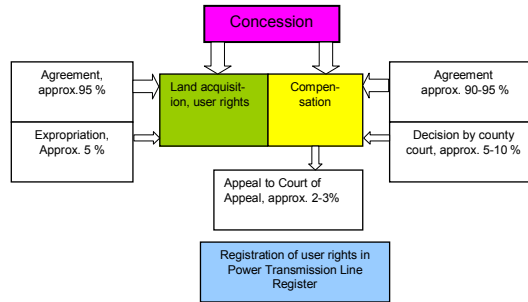 Concession
Agreement,
approx.95 %
Land acquisit-
ion, user rights
Compen-
sation
Agreement
approx. 90-95 %
Expropriation,
Approx. 5 %
Decision by county
court, approx. 5-10 %
Appeal to Court of
Appeal, approx. 2-3%
Registration of user rights in
Power Transmission Line
Register